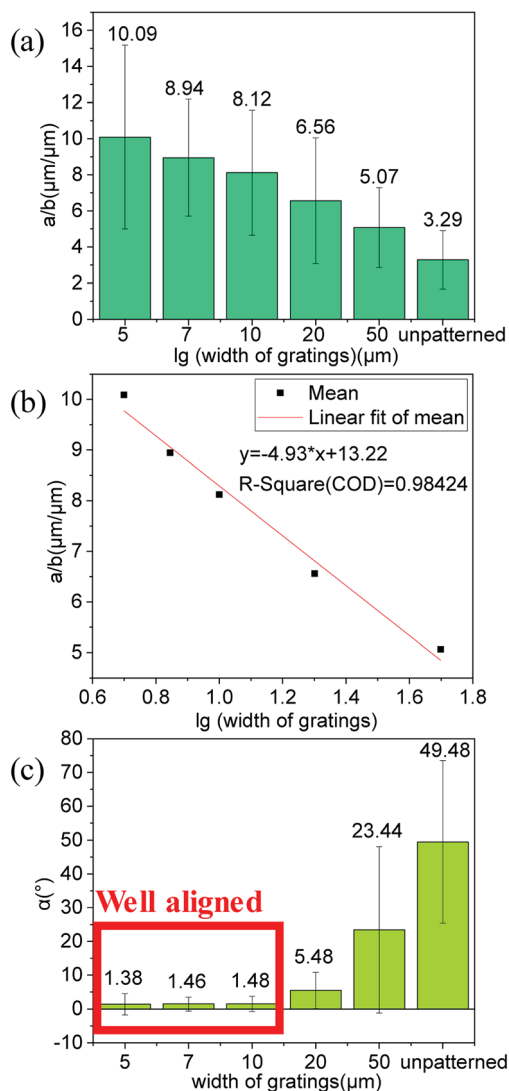 (a)
16
14
12
10
8
6
4
2
0
a/b(μm/μm)
10.09
8.94
8.12
6.56
5.07
3.29
5 7 10 20 50 unpatterned
lg (width of gratings)(μm)
(b)
10
9
8
7
6
5
a/b(μm/μm)
Mean
Linear fit of mean
y=-4.93*x+13.22
R-Square(COD)=0.98424
0.6 0.8 1.0 1.2 1.4 1.6 1.8
lg (width of gratings)
(c)
80
70
60
50
40
30
20
10
0
-10
α(°)
Well aligned
1.38
1.46
1.48
5.48
23.44
49.48
5 7 10 20 50 unpatterned
width of gratings(μm)